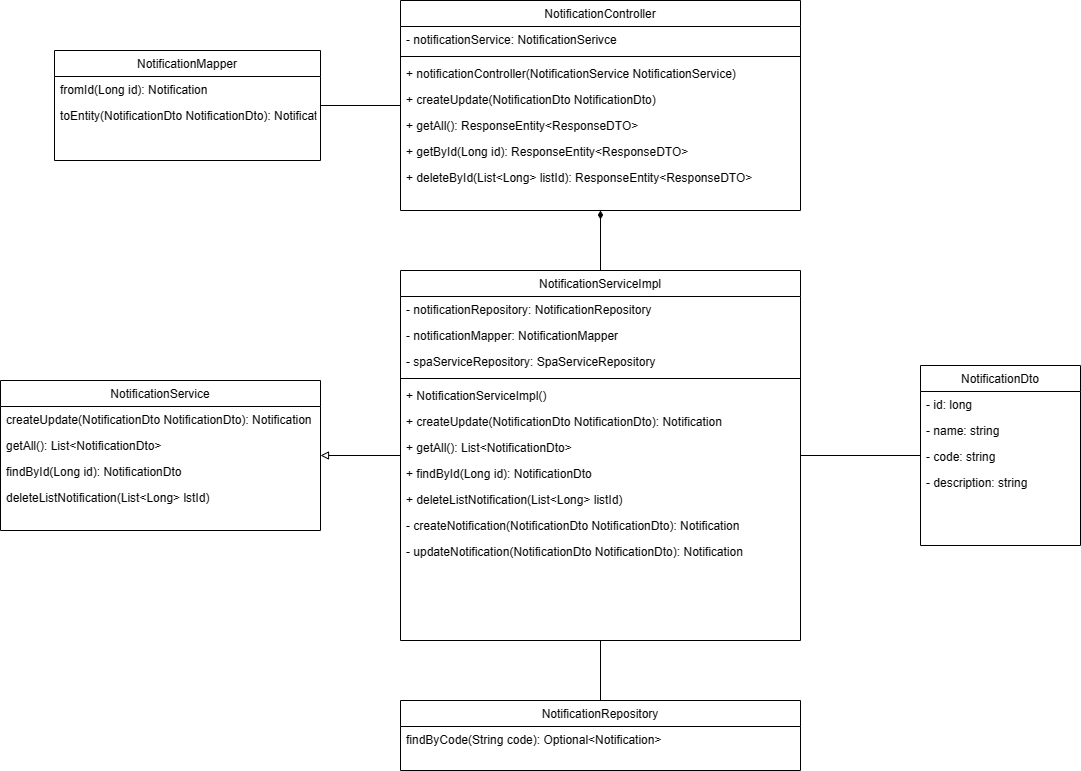 NotificationController
- notificationService: NotificationSerivce
+ notificationController(NotificationService NotificationService)
+ createUpdate(NotificationDto NotificationDto)
+ getAll(): ResponseEntity<ResponseDTO>
+ getById(Long id): ResponseEntity<ResponseDTO>
+ deleteById(List<Long> listId): ResponseEntity<ResponseDTO>
NotificationMapper
fromId(Long id): Notification
toEntity(NotificationDto NotificationDto): Notificat
NotificationServiceImpl
- notificationRepository: NotificationRepository
- notificationMapper: NotificationMapper
- spaServiceRepository: SpaServiceRepository
+ NotificationServiceImpl()
+ createUpdate(NotificationDto NotificationDto): Notification
+ getAll(): List<NotificationDto>
+ findById(Long id): NotificationDto
+ deleteListNotification(List<Long> listId)
- createNotification(NotificationDto NotificationDto): Notification
- updateNotification(NotificationDto NotificationDto): Notification
NotificationService
createUpdate(NotificationDto NotificationDto): Notification
getAll(): List<NotificationDto>
findById(Long id): NotificationDto
deleteListNotification(List<Long> lstId)
NotificationDto
- id: long
- name: string
- code: string
- description: string
NotificationRepository
findByCode(String code): Optional<Notification>